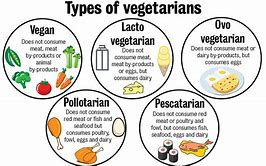 Types of vegetarians
Vegan
Does not consume
meat, meat
by products or
animal
by products
Lacto
vegetarian
Does not
consume meat,
meat by
products or
eggs, but consumes
dairy
Ovo
vegetarian
Does not consume meat or
dairy by products, but
consumes eggs
Pollotarian
Does not consume
red meat or fish and
seafood but consumes
poultry, fowl,
eggs and dairy
Pescatarian
Does not consume
red meat or poultry
and fowl, or
but consumes fish,
seafood, eggs and dairy